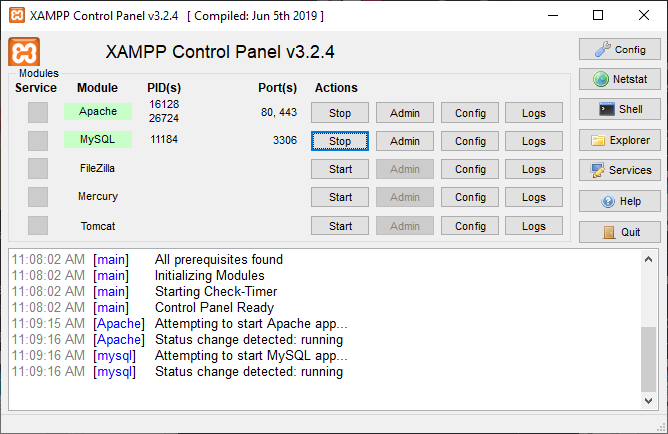 XAMPP Control Panel v3.2.4 [ Compiled: Jun 5th 2019 ]
XAMPP Control Panel v3.2.4
Config
Modules
Service Module PID(s) Port(s) Actions
Netstat
Apache 16128 26724 80, 443 Stop Admin Config Logs
Shell
MySQL 11184 3306 Stop Admin Config Logs
Explorer
FileZilla Start Admin Config Logs
Services
Mercury Start Admin Config Logs
Help
Tomcat Start Admin Config Logs
Quit
11:08:02 AM [main] All prerequisites found
11:08:02 AM [main] Initializing Modules
11:08:02 AM [main] Starting Check-Timer
11:08:02 AM [main] Control Panel Ready
11:09:15 AM [Apache] Attempting to start Apache app...
11:09:16 AM [Apache] Status change detected: running
11:09:16 AM [mysql] Attempting to start MySQL app...
11:09:16 AM [mysql] Status change detected: running